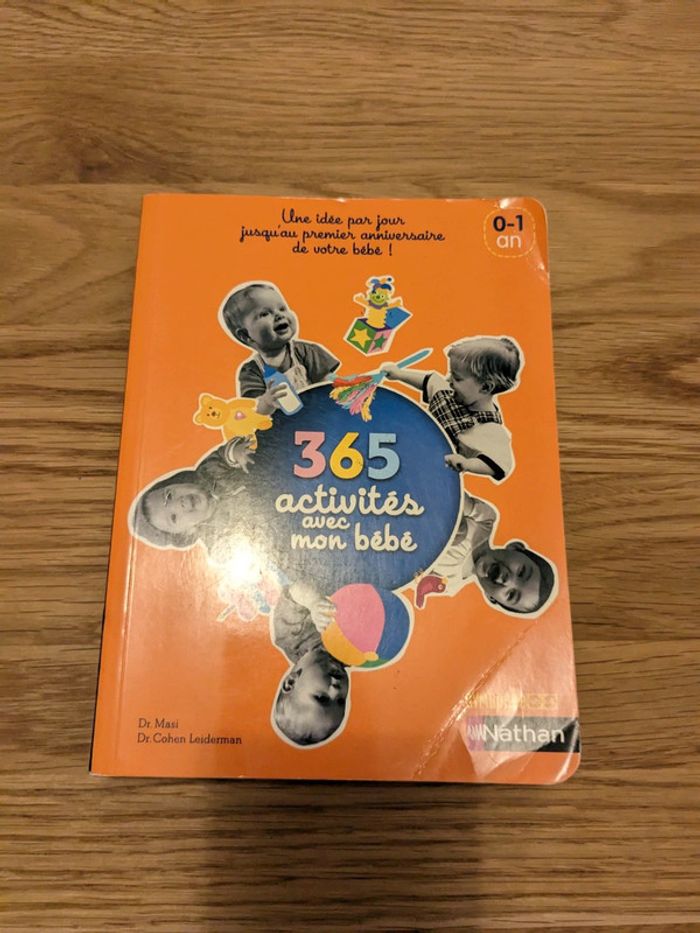 Une idée par jour
jusqu'au premier anniversaire
de votre bébé !
0-1
an
365
activités
avec
mon bébé
Dr. Masi
Dr. Cohen Leiderman
Nathan